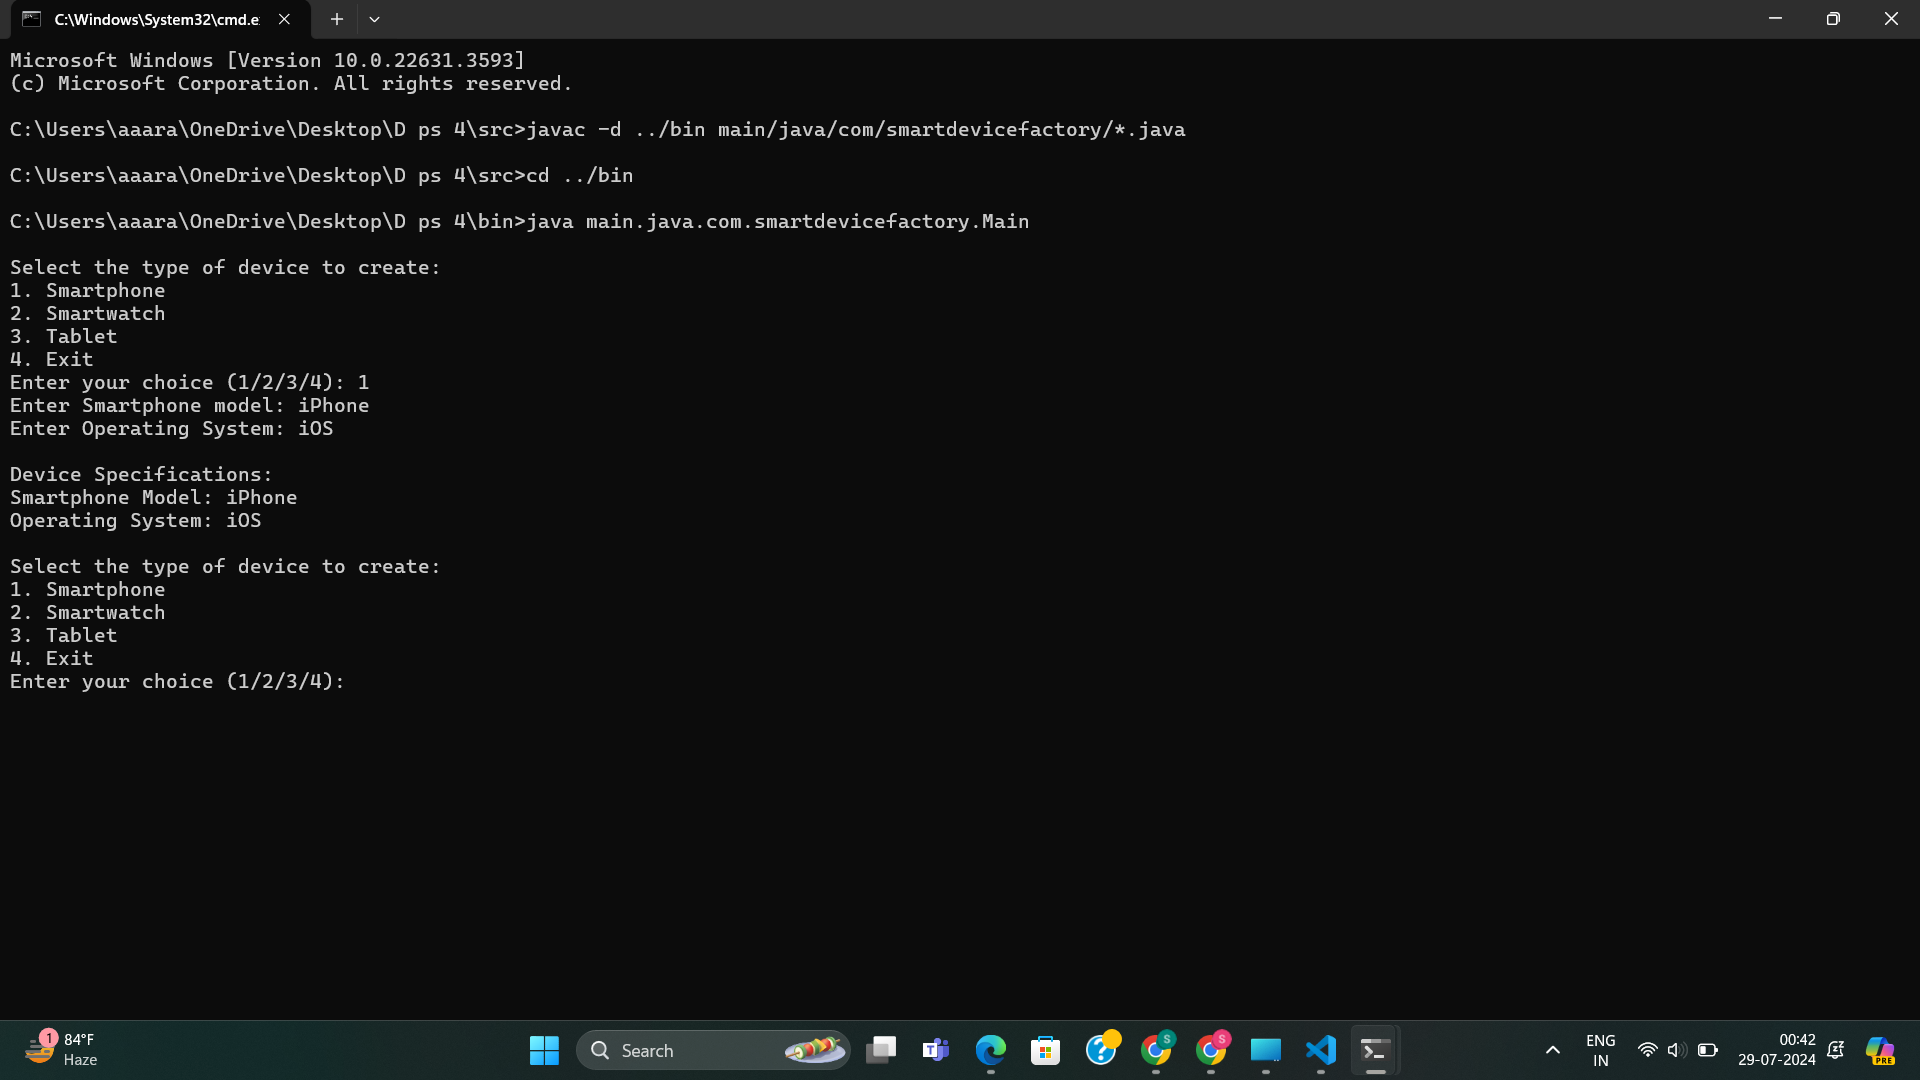 C:\Windows\System32\cmd.e
Microsoft Windows [Version 10.0.22631.3593]
(c) Microsoft Corporation. All rights reserved.
C:\Users\aaara\OneDrive\Desktop\D ps 4\src>javac -d ../bin main/java/com/smartdevicefactory/*.java
C:\Users\aaara\OneDrive\Desktop\D ps 4\src>cd ../bin
C:\Users\aaara\OneDrive\Desktop\D ps 4\bin>java main.java.com.smartdevicefactory.Main
Select the type of device to create:
1. Smartphone
2. Smartwatch
3. Tablet
4. Exit
Enter your choice (1/2/3/4): 1
Enter Smartphone model: iPhone
Enter Operating System: iOS
Device Specifications:
Smartphone Model: iPhone
Operating System: iOS
Select the type of device to create:
1. Smartphone
2. Smartwatch
3. Tablet
4. Exit
Enter your choice (1/2/3/4):
1
84°F
Haze
Search
T
S
S
ENG
IN
00:42
29-07-2024
PRE